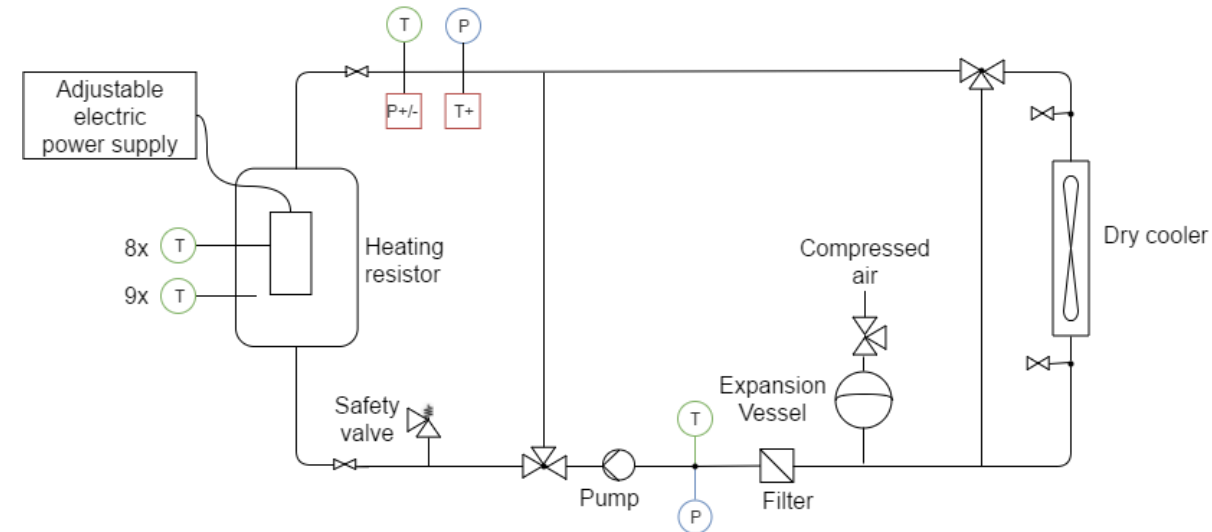 T
P
P+/-
T+
Adjustable
electric
power supply
8x
T
9x
T
Heating
resistor
Dry cooler
Compressed
air
Expansion
Vessel
Safety
valve
T
Pump
Filter
P